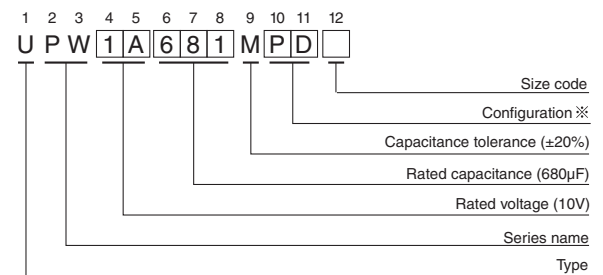 1 2 3 4 5 6 7 8 9 10 11 12
U P W 1 A 6 8 1 M P D
Size code
Configuration ※
Capacitance tolerance (±20%)
Rated capacitance (680µF)
Rated voltage (10V)
Series name
Type